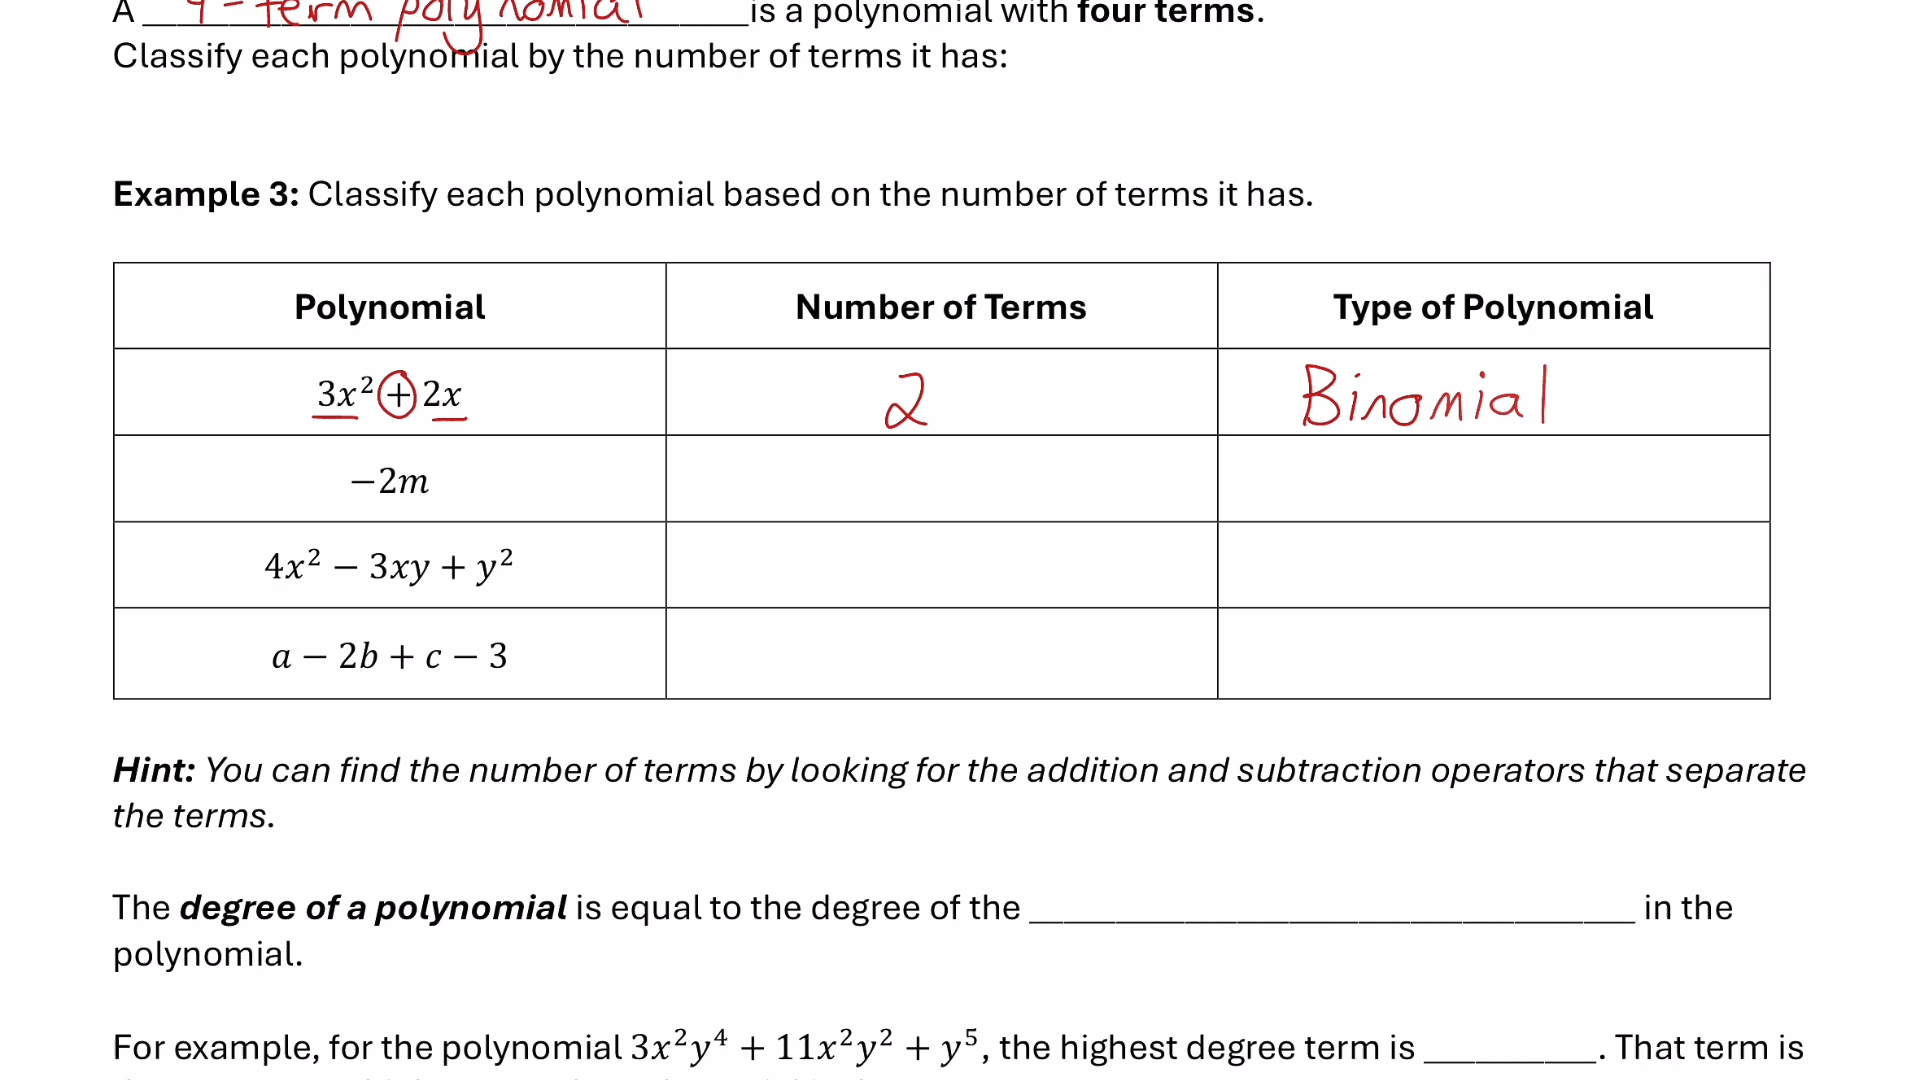 A 4-term polynomial is a polynomial with four terms.
Classify each polynomial by the number of terms it has:
Example 3: Classify each polynomial based on the number of terms it has.
Polynomial Number of Terms Type of Polynomial
3x² + 2x 2 Binomial
−2m
4x² − 3xy + y²
a − 2b + c − 3
Hint: You can find the number of terms by looking for the addition and subtraction operators that separate
the terms.
The degree of a polynomial is equal to the degree of the ______________________________ in the
polynomial.
For example, for the polynomial 3x²y⁴ + 11x²y² + y⁵, the highest degree term is _________. That term is